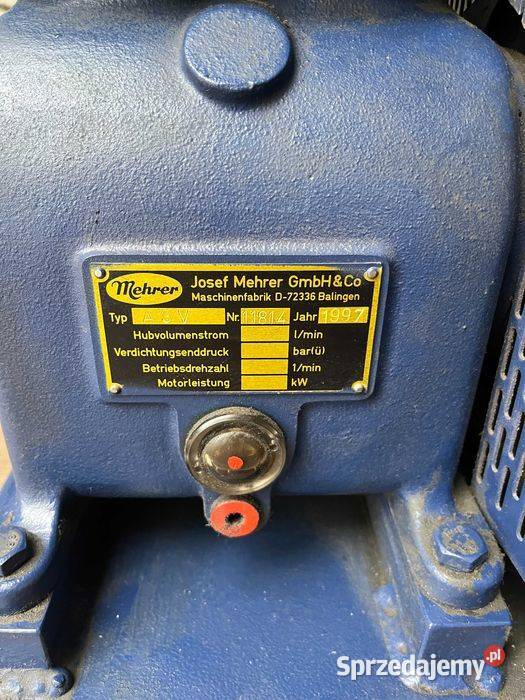 Mehrer
Josef Mehrer GmbH & Co
Maschinenfabrik D-72336 Balingen
Typ A 3 V Nr. 11814 Jahr 1997
Hubvolumenstrom l/min
Verdichtungsenddruck bar(ü)
Betriebsdrehzahl 1/min
Motorleistung kW
Sprzedajemy.pl